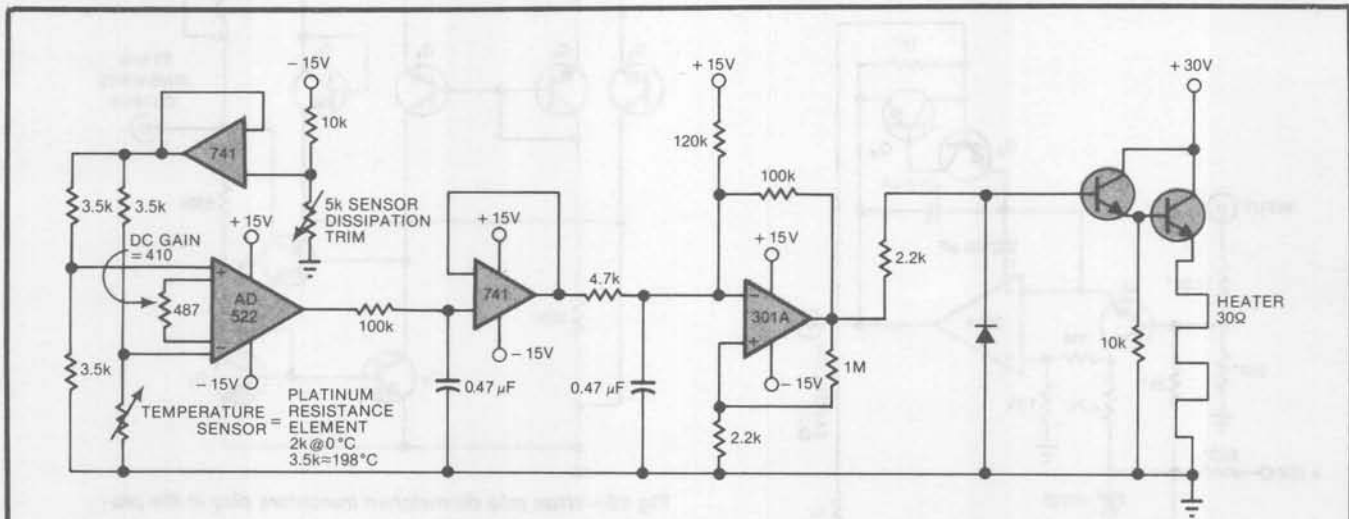 – 15V
10k
741
5k SENSOR
DISSIPATION
TRIM
3.5k
3.5k
DC GAIN
= 410
+ 15V
+
487
AD
522
–
3.5k
– 15V
TEMPERATURE
SENSOR
=
PLATINUM
RESISTANCE
ELEMENT
2k@0°C
3.5k≈198°C
100k
0.47 µF
+ 15V
741
– 15V
4.7k
0.47 µF
+ 15V
120k
100k
+ 15V
–
301A
+
– 15V
1M
2.2k
2.2k
+ 30V
10k
HEATER
30Ω